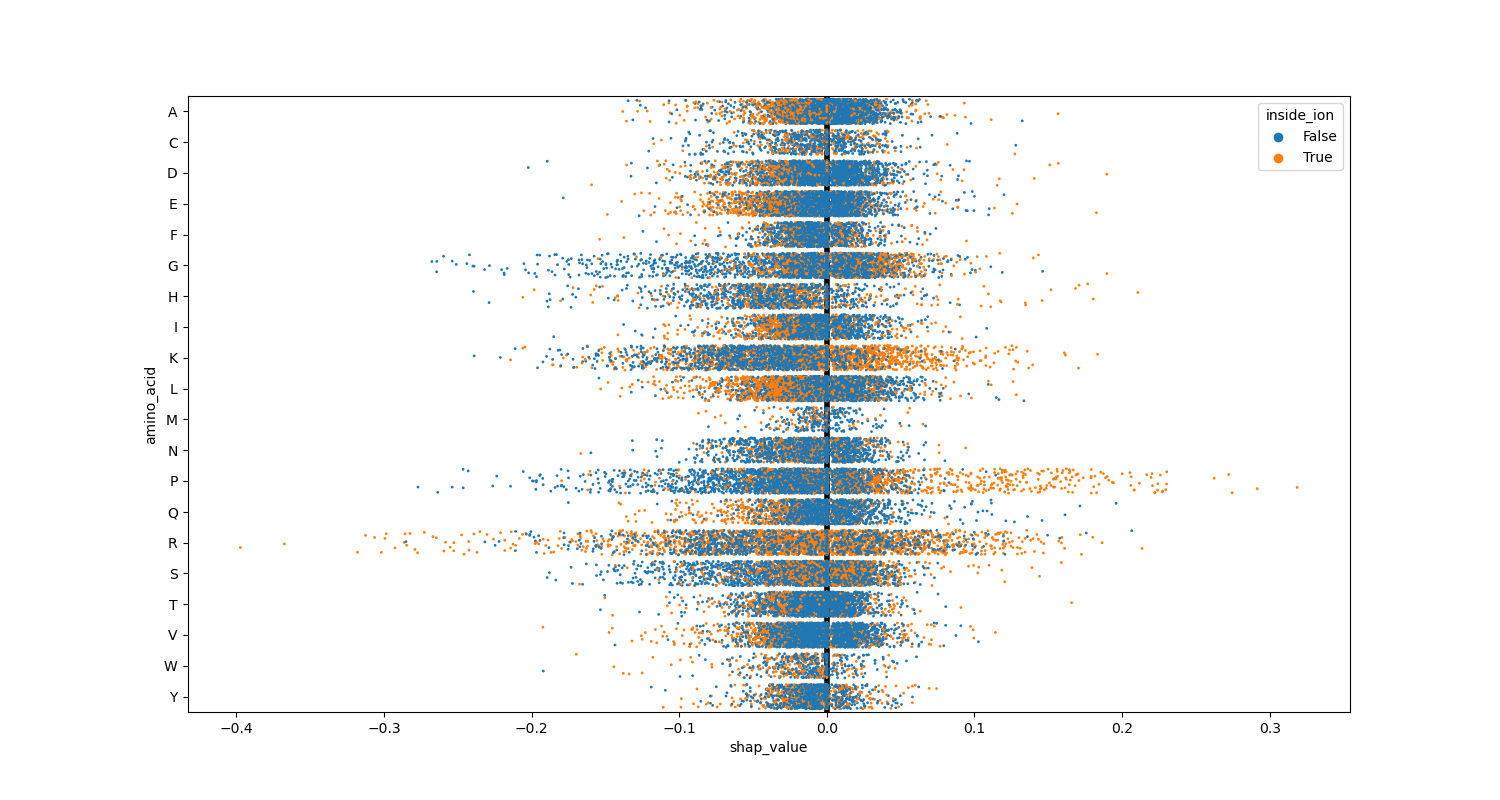 inside_ion
False
True
amino_acid
A
C
D
E
F
G
H
I
K
L
M
N
P
Q
R
S
T
V
W
Y
−0.4 −0.3 −0.2 −0.1 0.0 0.1 0.2 0.3
shap_value